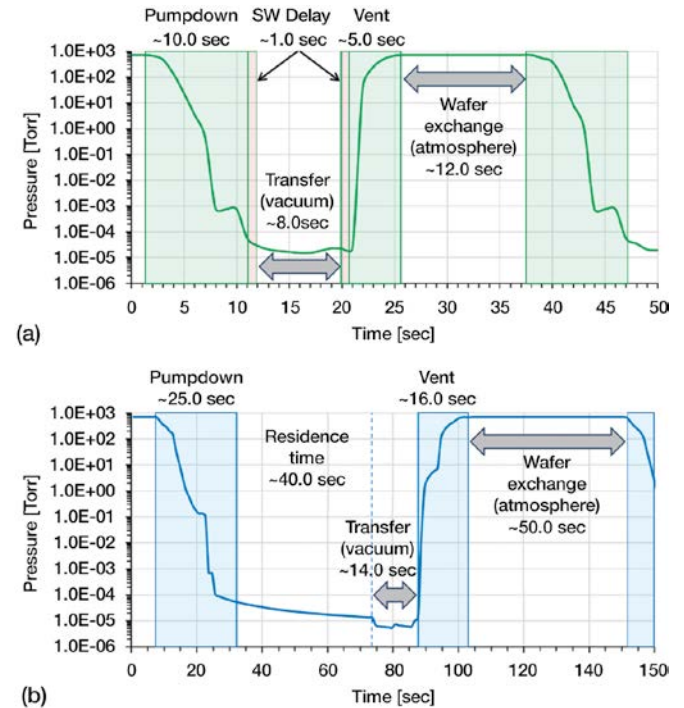 Pumpdown
~10.0 sec
SW Delay
~1.0 sec
Vent
~5.0 sec
Pressure [Torr]
1.0E+03
1.0E+02
1.0E+01
1.0E+00
1.0E-01
1.0E-02
1.0E-03
1.0E-04
1.0E-05
1.0E-06
Wafer
exchange
(atmosphere)
~12.0 sec
Transfer
(vacuum)
~8.0sec
0 5 10 15 20 25 30 35 40 45 50
Time [sec]
(a)
Pumpdown
~25.0 sec
Vent
~16.0 sec
Pressure [Torr]
1.0E+03
1.0E+02
1.0E+01
1.0E+00
1.0E-01
1.0E-02
1.0E-03
1.0E-04
1.0E-05
1.0E-06
Residence
time
~40.0 sec
Wafer
exchange
(atmosphere)
~50.0 sec
Transfer
(vacuum)
~14.0 sec
0 20 40 60 80 100 120 140 150
Time [sec]
(b)